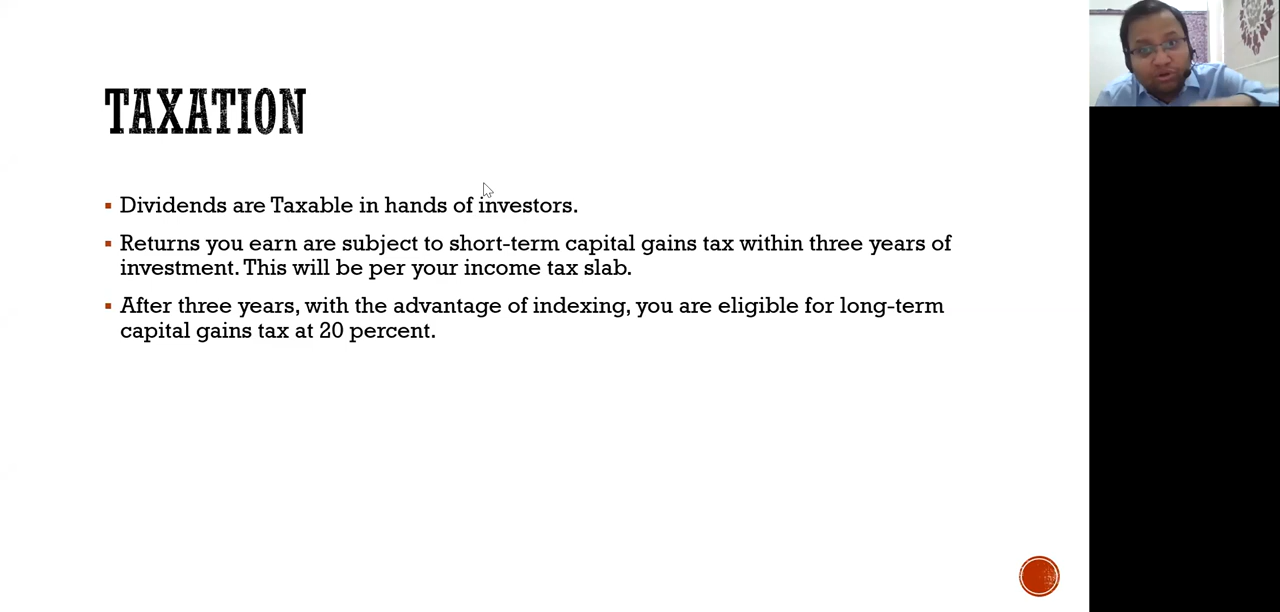 TAXATION
Dividends are Taxable in hands of investors.
Returns you earn are subject to short-term capital gains tax within three years of
investment. This will be per your income tax slab.
After three years, with the advantage of indexing, you are eligible for long-term
capital gains tax at 20 percent.